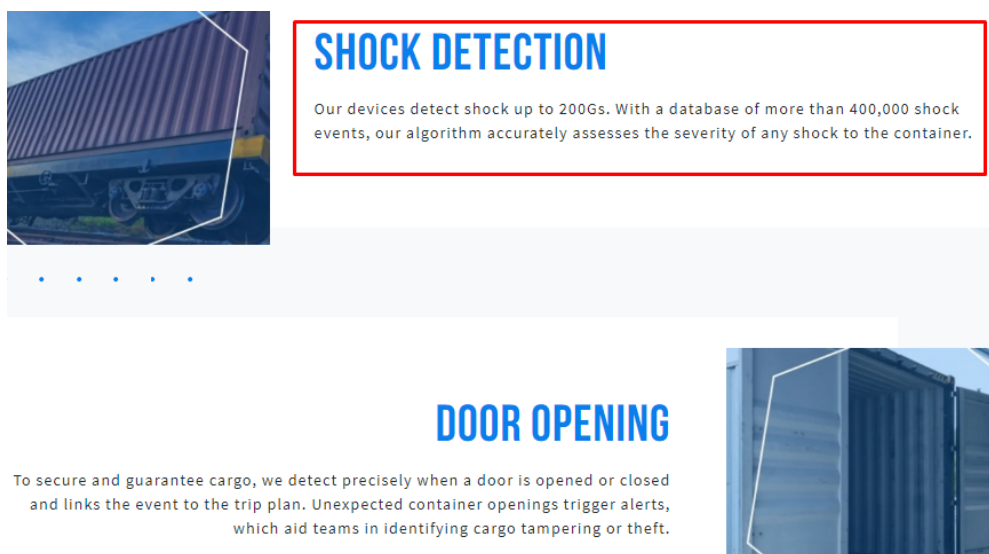 SHOCK DETECTION
Our devices detect shock up to 200Gs. With a database of more than 400,000 shock
events, our algorithm accurately assesses the severity of any shock to the container.
DOOR OPENING
To secure and guarantee cargo, we detect precisely when a door is opened or closed
and links the event to the trip plan. Unexpected container openings trigger alerts,
which aid teams in identifying cargo tampering or theft.